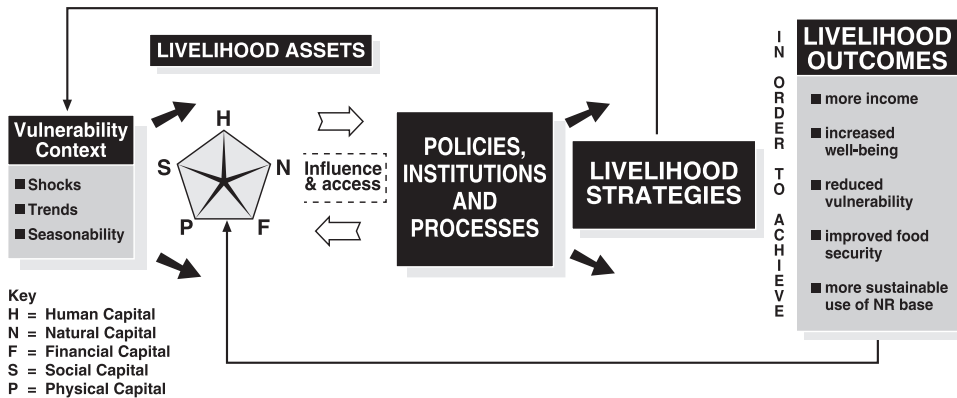 LIVELIHOOD ASSETS
Vulnerability
Context
■ Shocks
■ Trends
■ Seasonability
H
S
N
P
F
Influence
& access
POLICIES,
INSTITUTIONS
AND
PROCESSES
LIVELIHOOD
STRATEGIES
IN ORDER TO ACHIEVE
LIVELIHOOD
OUTCOMES
■ more income
■ increased
well-being
■ reduced
vulnerability
■ improved food
security
■ more sustainable
use of NR base
Key
H = Human Capital
N = Natural Capital
F = Financial Capital
S = Social Capital
P = Physical Capital